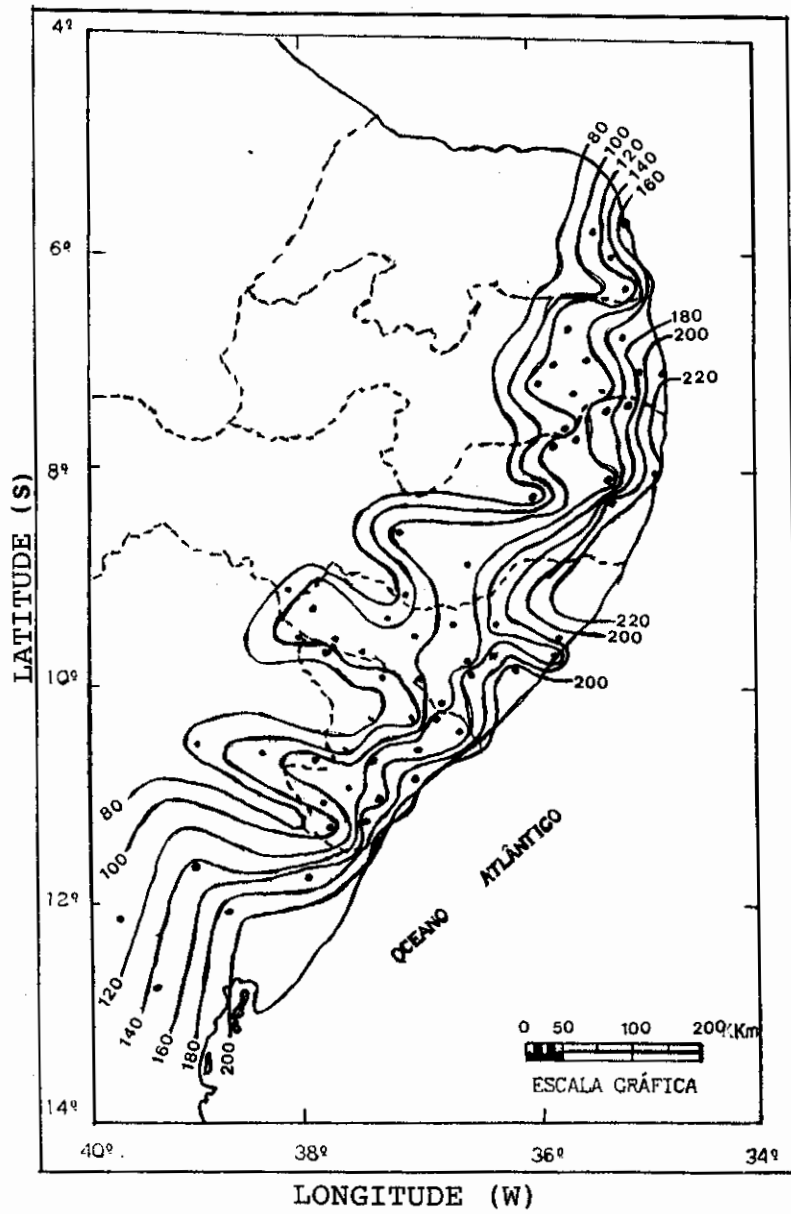 4º
6º
8º
10º
12º
14º
LATITUDE (S)
80
100
120
140
160
180
200
220
220
200
200
80
100
120
140
160
180
200
OCEANO ATLÂNTICO
0 50 100 200 Km
ESCALA GRÁFICA
40º 38º 36º 34º
LONGITUDE (W)